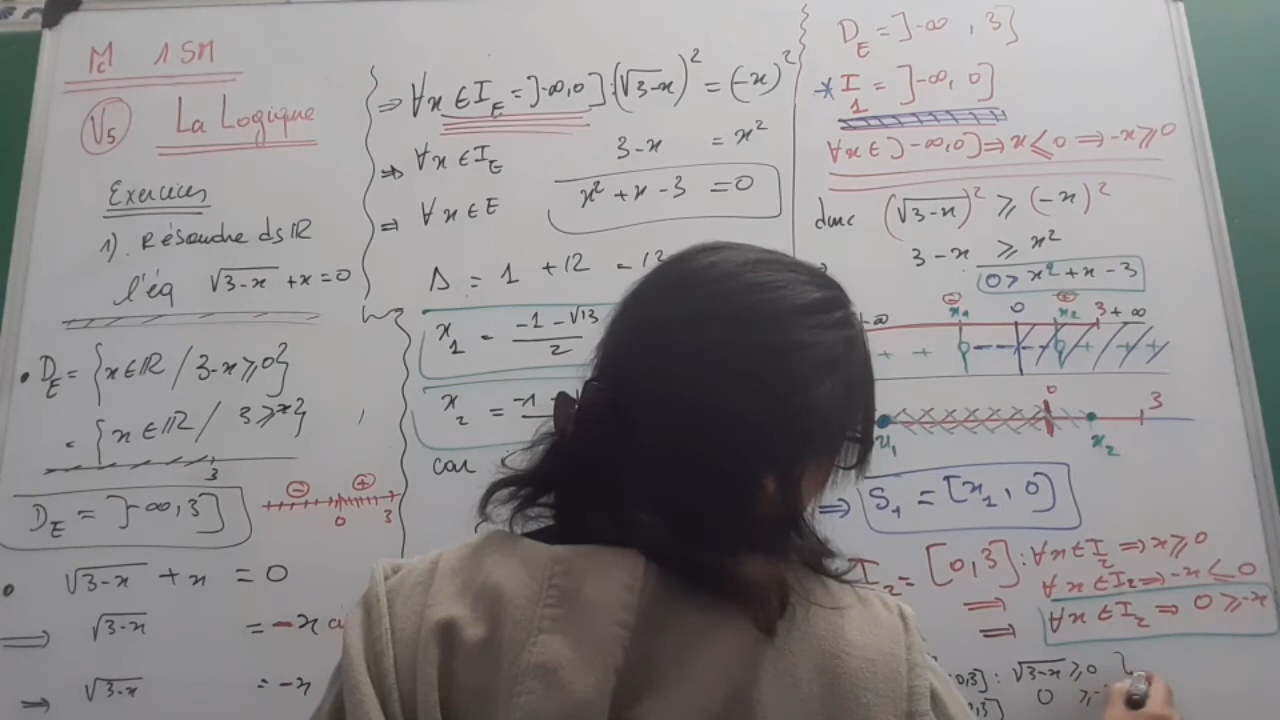 Mc 1 SM
V5 La Logique
Exercices
1). Résoudre ds ℝ
l'éq √3-x + x = 0
• D_E = {x ∈ ℝ / 3-x ⩾ 0}
= {x ∈ ℝ / 3 ⩾ x}
3
D_E = ]-∞, 3]
⊖ ⊕
0 3
• √3-x + x = 0
⟹ √3-x = -x
⟹ √3-x = -x
⟹ ∀x ∈ I_E = ]-∞, 0] : (√3-x)² = (-x)²
3-x = x²
⟹ ∀x ∈ I_E
x² + x - 3 = 0
⟹ ∀x ∈ E
Δ = 1 + 12 =
x₁ = -1 - √13 / 2
x₂ = -1
car
D_E = ]-∞, 3]
* I₁ = ]-∞, 0]
∀x ∈ ]-∞, 0] ⟹ x ⩽ 0 ⟹ -x ⩾ 0
donc (√3-x)² ⩾ (-x)²
3-x ⩾ x²
0 ⩾ x² + x - 3
⊖ ⊕
-∞ x₁ 0 x₂ 3 +∞
+ + - - - + +
0 3
x₁ x₂
⟹ S₁ = [x₁, 0]
I₂ = [0, 3] : ∀x ∈ I₂ ⟹ x ⩾ 0
⟹ ∀x ∈ I₂ ⟹ -x ⩽ 0
⟹ ∀x ∈ I₂ ⟹ 0 ⩾ -x
0,3] : √3-x ⩾ 0
0 ⩾